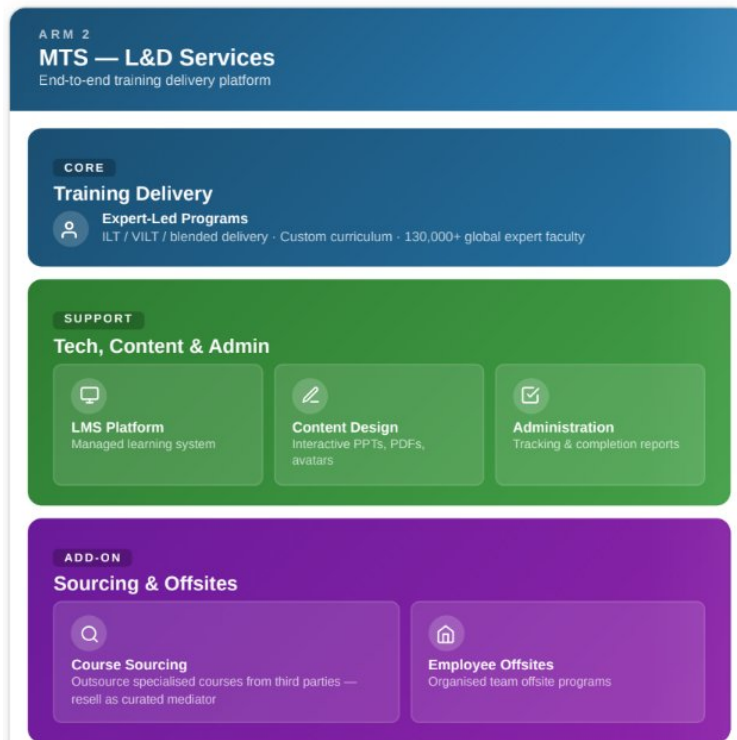 ARM 2
MTS — L&D Services
End-to-end training delivery platform
CORE
Training Delivery
Expert-Led Programs
ILT / VILT / blended delivery · Custom curriculum · 130,000+ global expert faculty
SUPPORT
Tech, Content & Admin
LMS Platform
Managed learning system
Content Design
Interactive PPTs, PDFs,
avatars
Administration
Tracking & completion reports
ADD-ON
Sourcing & Offsites
Course Sourcing
Outsource specialised courses from third parties —
resell as curated mediator
Employee Offsites
Organised team offsite programs